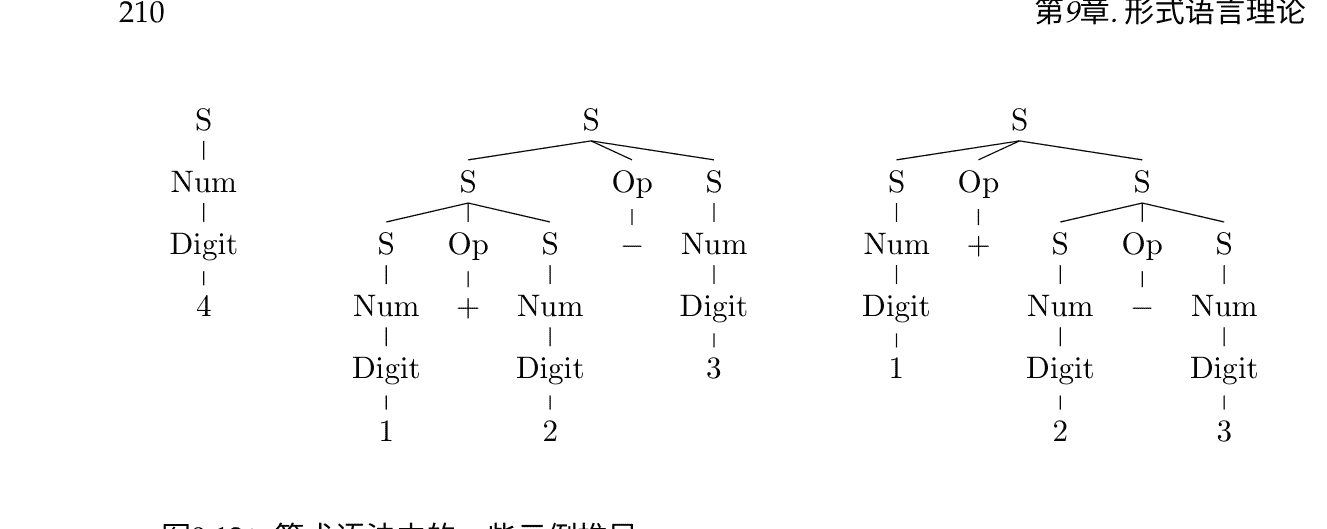 210 第9章. 形式语言理论
S S S
Num S Op S S Op S
Digit S Op S − Num Num + S Op S
4 Num + Num Digit Digit Num − Num
Digit Digit 3 1 Digit Digit
1 2 2 3